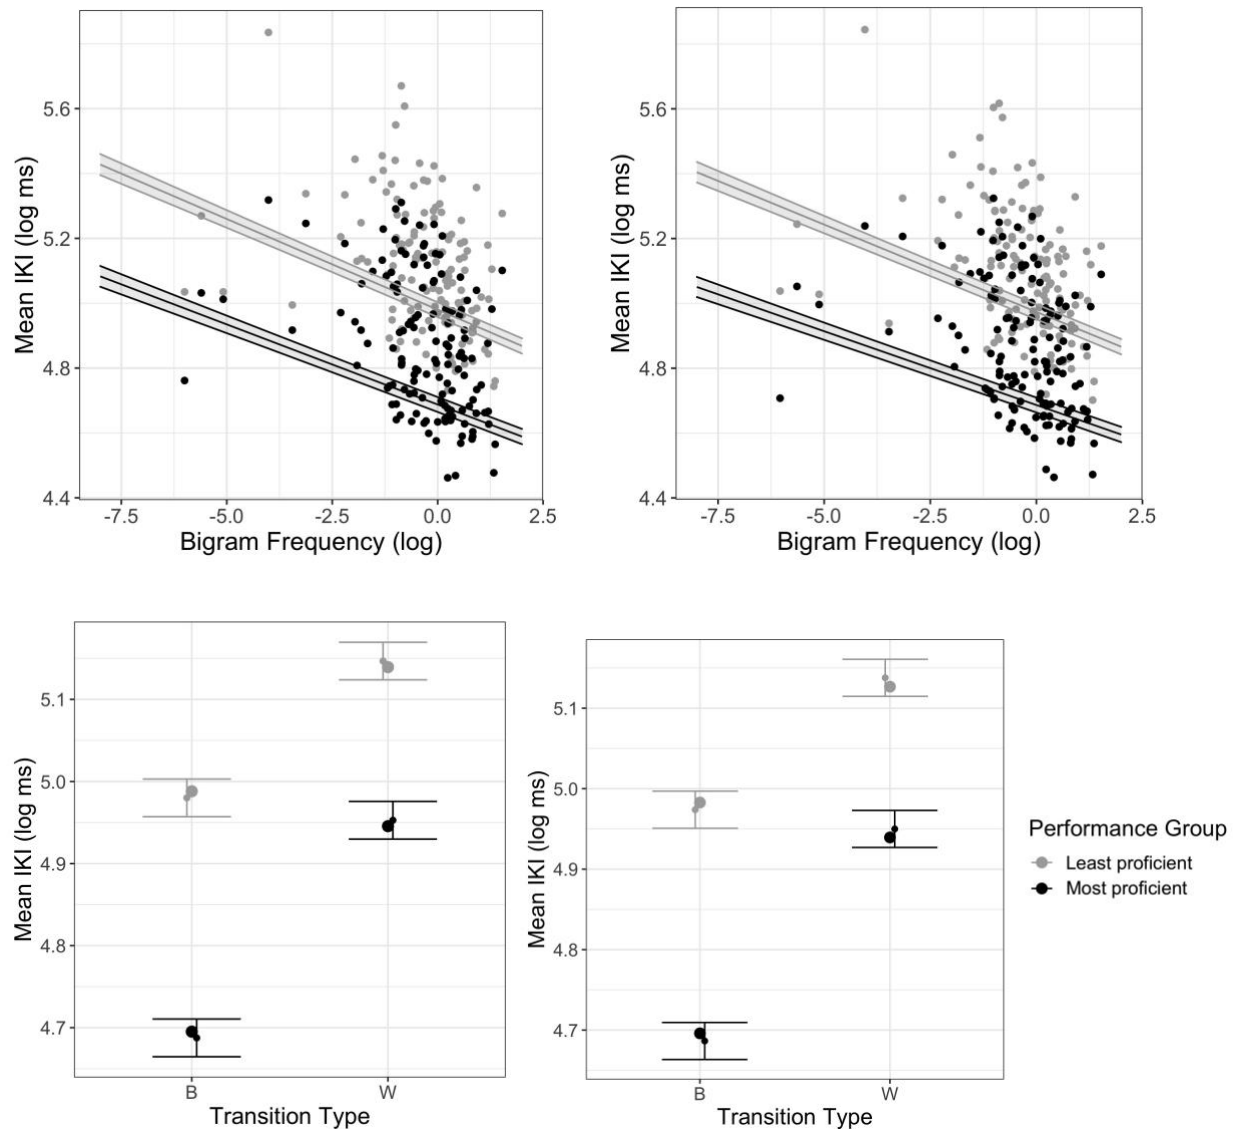 5.6
5.2
4.8
4.4
Mean IKI (log ms)
-7.5 -5.0 -2.5 0.0 2.5
Bigram Frequency (log)
5.6
5.2
4.8
4.4
Mean IKI (log ms)
-7.5 -5.0 -2.5 0.0 2.5
Bigram Frequency (log)
5.1
5.0
4.9
4.8
4.7
Mean IKI (log ms)
B W
Transition Type
5.1
5.0
4.9
4.8
4.7
Mean IKI (log ms)
B W
Transition Type
Performance Group
Least proficient
Most proficient